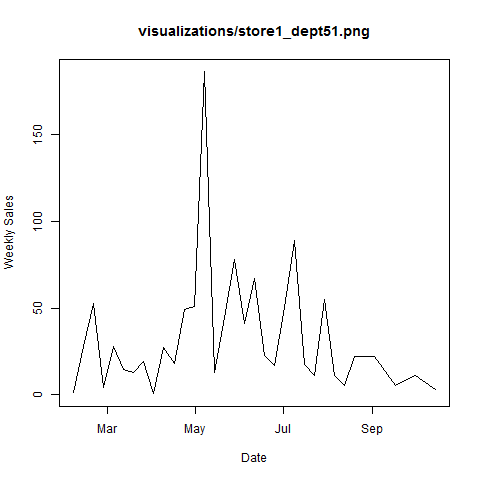 visualizations/store1_dept51.png
Weekly Sales
150
100
50
0
Mar
May
Jul
Sep
Date